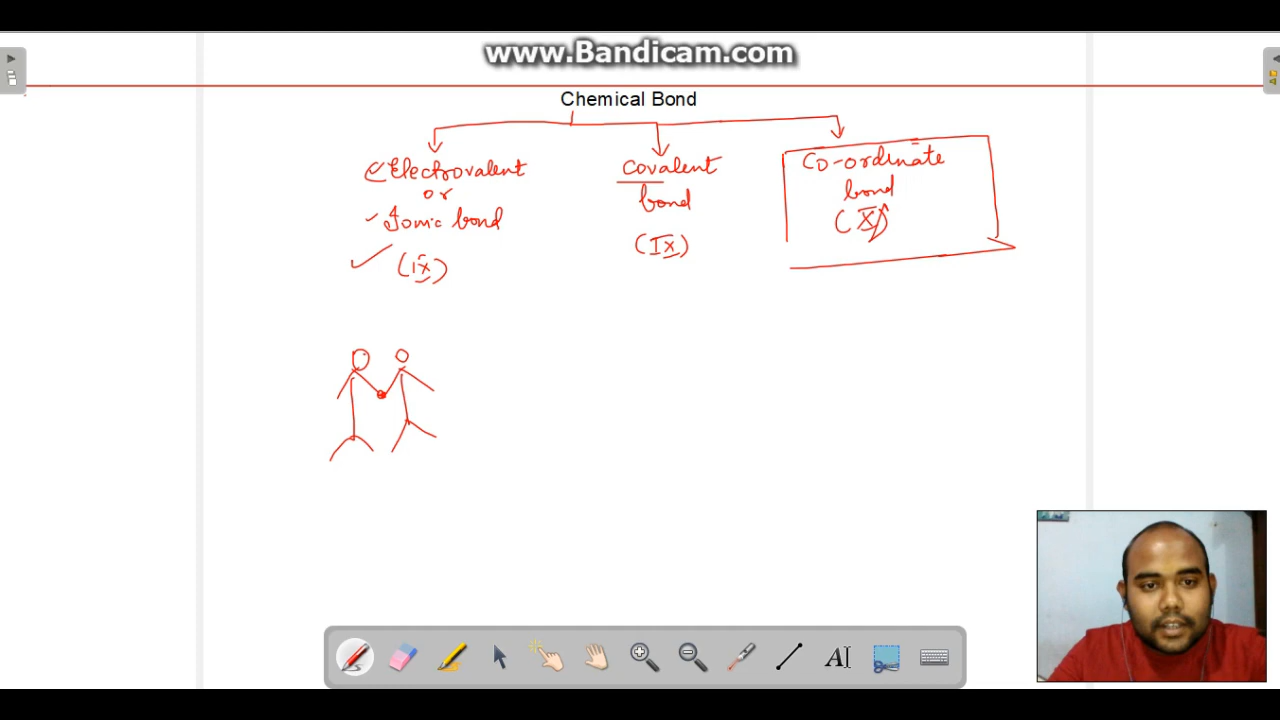 www.Bandicam.com
Chemical Bond
Electrovalent
or
Ionic bond
(IX)
covalent
bond
(IX)
Co-ordinate
bond
(X)
A